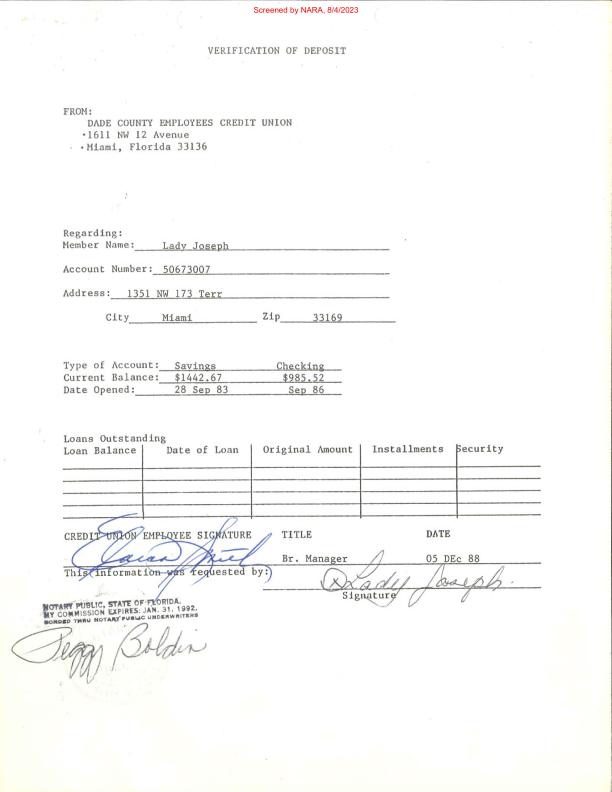 Screened by NARA, 8/4/2023
VERIFICATION OF DEPOSIT
FROM:
DADE COUNTY EMPLOYEES CREDIT UNION
1611 NW 12 Avenue
Miami, Florida 33136
Regarding:
Member Name: Lady Joseph
Account Number: 50673007
Address: 1351 NW 173 Terr
City Miami Zip 33169
Type of Account: Savings Checking
Current Balance: $1442.67 $985.52
Date Opened: 28 Sep 83 Sep 86
Loans Outstanding
Loan Balance Date of Loan Original Amount Installments Security
CREDIT UNION EMPLOYEE SIGNATURE TITLE DATE
Br. Manager 05 DEc 88
This information was requested by:) Lady Joseph
Signature
NOTARY PUBLIC, STATE OF FLORIDA.
MY COMMISSION EXPIRES: JAN. 31, 1992.
BONDED THRU NOTARY PUBLIC UNDERWRITERS
Peggy Boldin